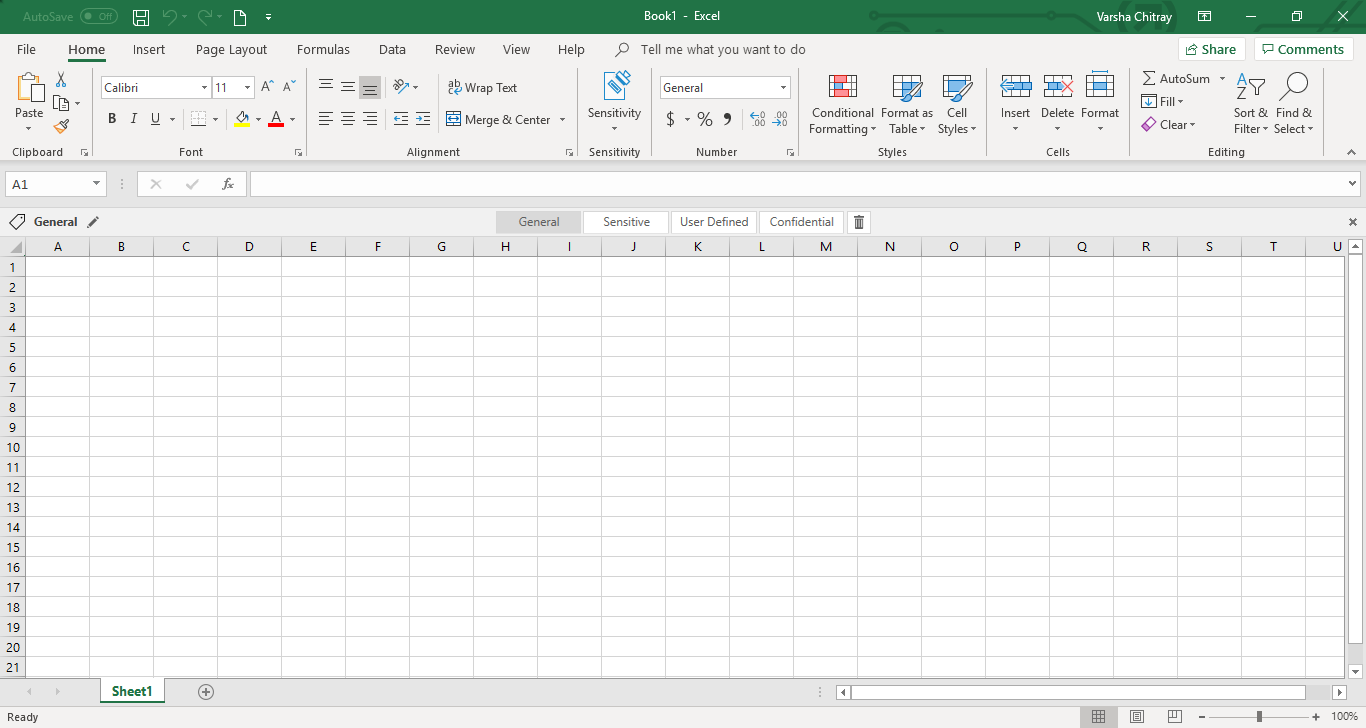 AutoSave Off Book1 - Excel Varsha Chitray
File Home Insert Page Layout Formulas Data Review View Help Tell me what you want to do Share Comments
Paste
Clipboard
Calibri 11
B I U A
Font
ab Wrap Text
Merge & Center
Alignment
Sensitivity
Sensitivity
General
$ % , .00 .0 .00
Number
Conditional Formatting
Format as Table
Cell Styles
Styles
Insert Delete Format
Cells
AutoSum
Fill
Clear
Sort & Filter
Find & Select
Editing
A1 fx
General General Sensitive User Defined Confidential
A B C D E F G H I J K L M N O P Q R S T U
1
2
3
4
5
6
7
8
9
10
11
12
13
14
15
16
17
18
19
20
21
Sheet1
Ready 100%